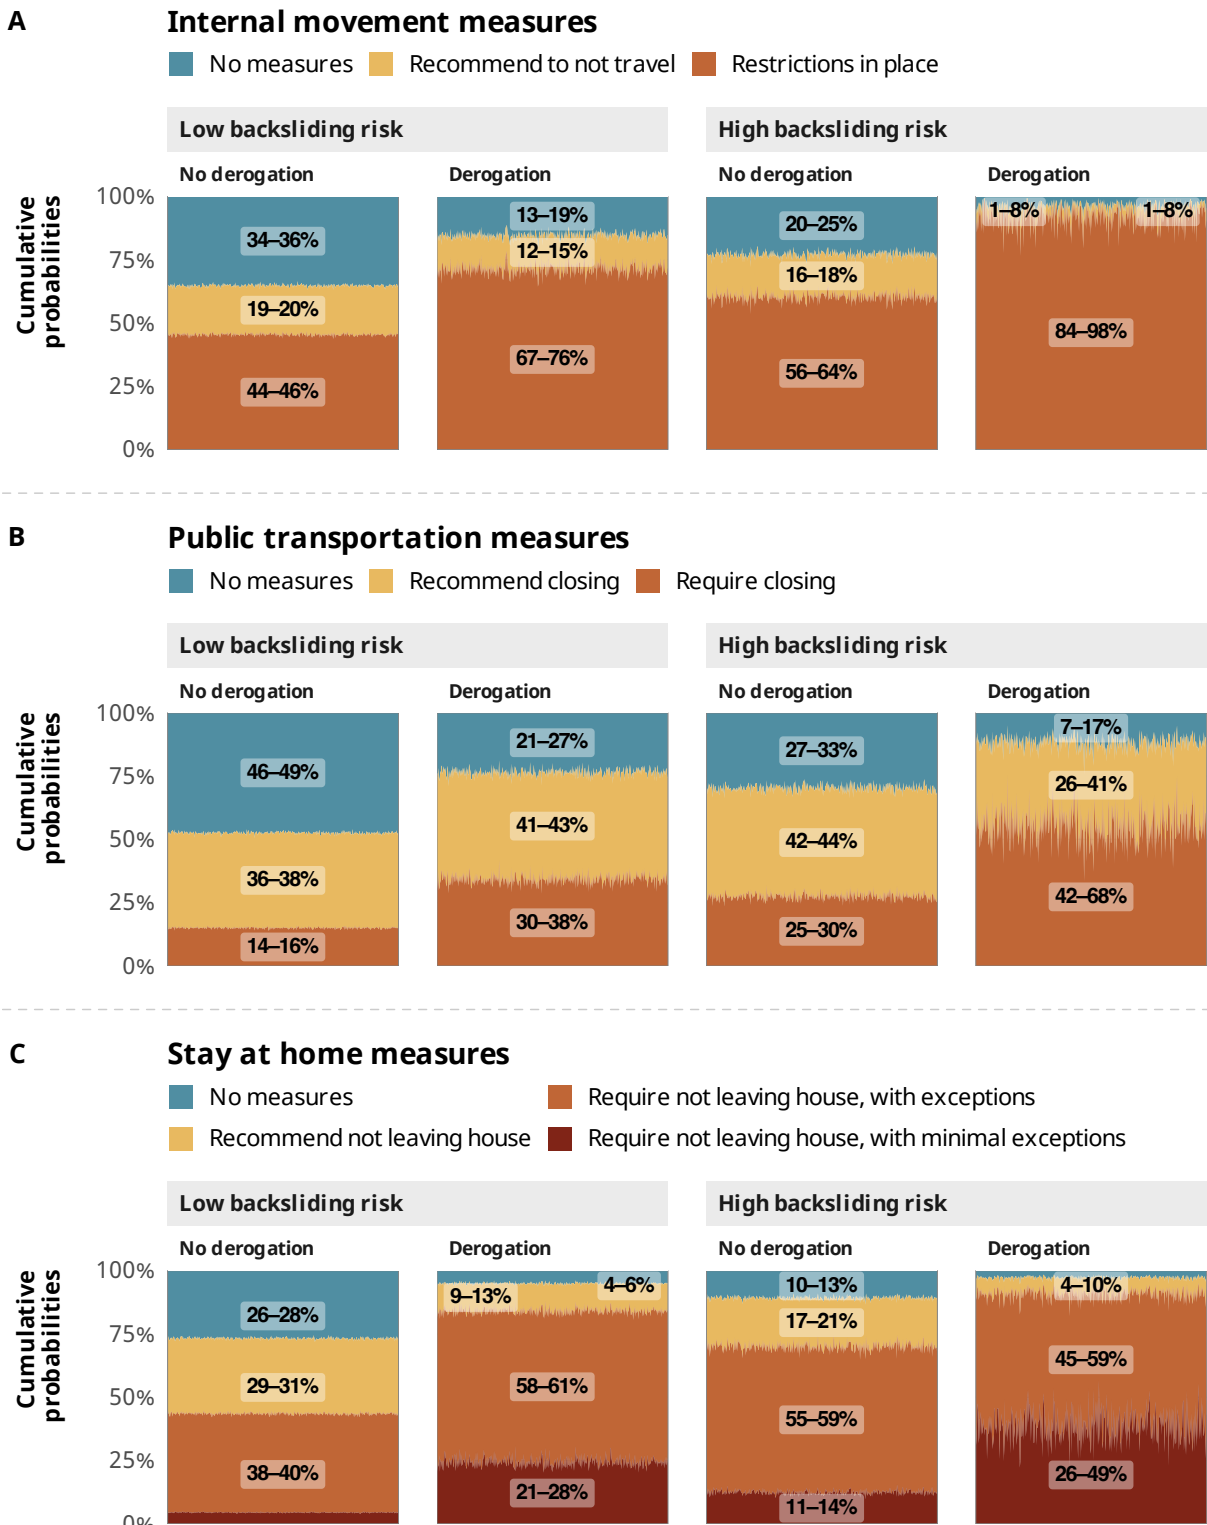 A Internal movement measures
No measures Recommend to not travel Restrictions in place
Low backsliding risk High backsliding risk
No derogation Derogation No derogation Derogation
Cumulative
probabilities
100%
75%
50%
25%
0%
34–36%
19–20%
44–46%
13–19%
12–15%
67–76%
20–25%
16–18%
56–64%
1–8% 1–8%
84–98%
B Public transportation measures
No measures Recommend closing Require closing
Low backsliding risk High backsliding risk
No derogation Derogation No derogation Derogation
Cumulative
probabilities
100%
75%
50%
25%
0%
46–49%
36–38%
14–16%
21–27%
41–43%
30–38%
27–33%
42–44%
25–30%
7–17%
26–41%
42–68%
C Stay at home measures
No measures Require not leaving house, with exceptions
Recommend not leaving house Require not leaving house, with minimal exceptions
Low backsliding risk High backsliding risk
No derogation Derogation No derogation Derogation
Cumulative
probabilities
100%
75%
50%
25%
0%
26–28%
29–31%
38–40%
4–6%
9–13%
58–61%
21–28%
10–13%
17–21%
55–59%
11–14%
4–10%
45–59%
26–49%